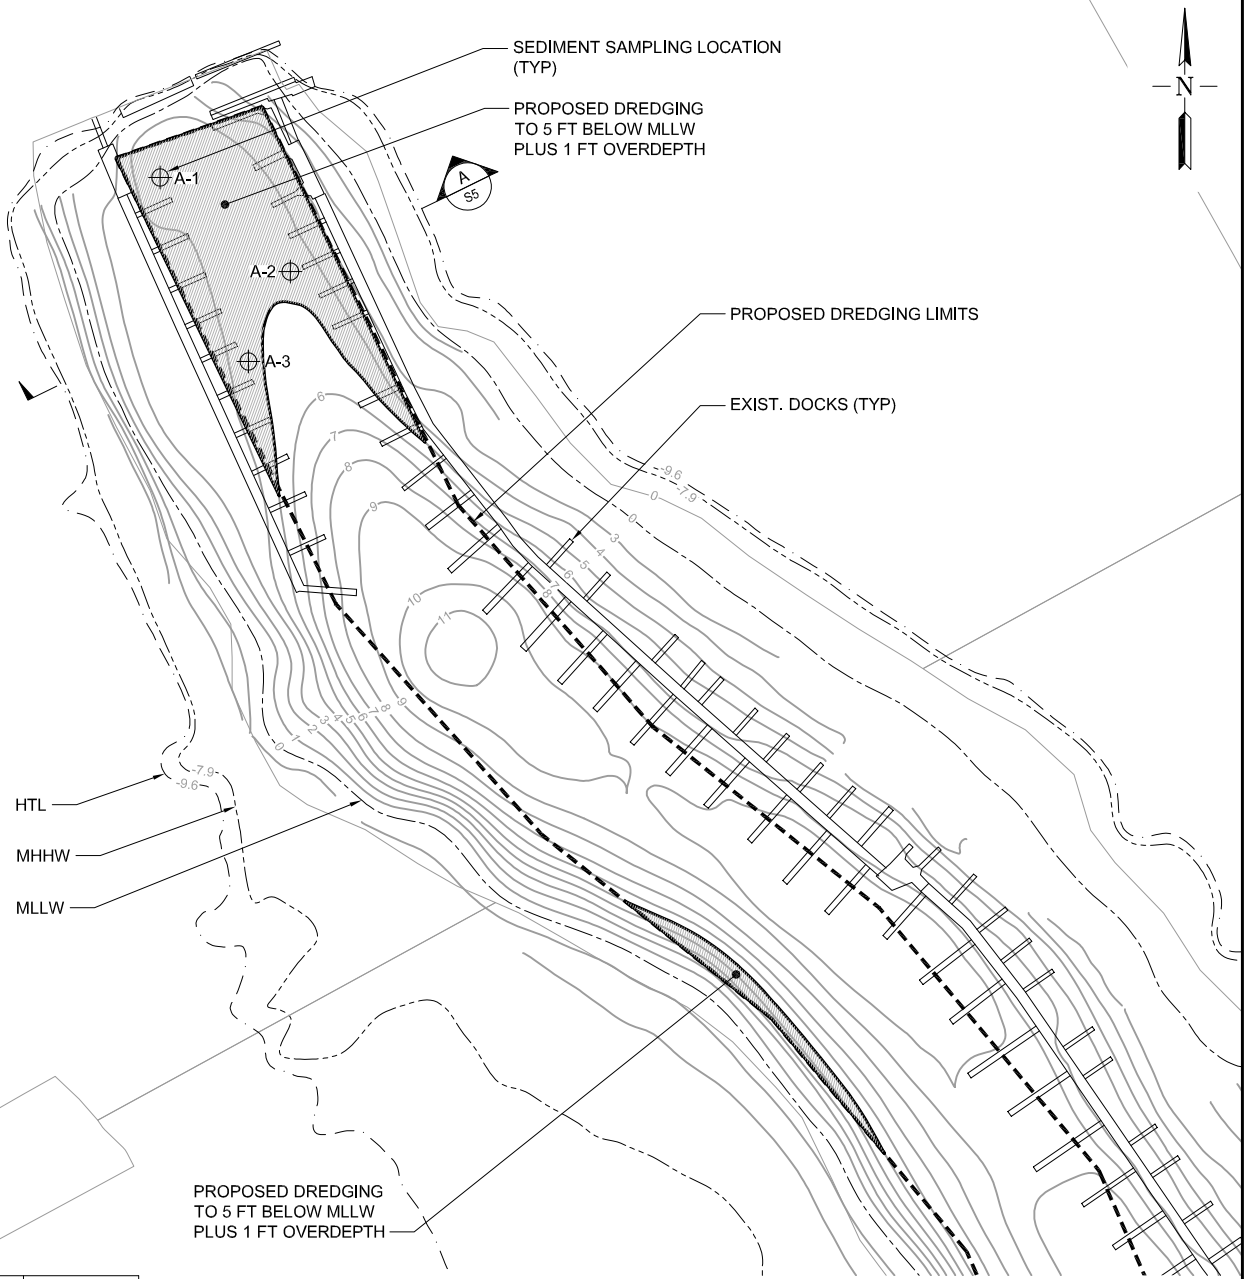 SEDIMENT SAMPLING LOCATION
(TYP)
PROPOSED DREDGING
TO 5 FT BELOW MLLW
PLUS 1 FT OVERDEPTH
N
A
S5
A-1
A-2
A-3
PROPOSED DREDGING LIMITS
EXIST. DOCKS (TYP)
6
7
8
9
10
11
-9.6
-7.9
0
0
3
4
5
6
7
8
0
1
2
3
4
5
6
7
8
9
-7.9
-9.6
HTL
MHHW
MLLW
PROPOSED DREDGING
TO 5 FT BELOW MLLW
PLUS 1 FT OVERDEPTH